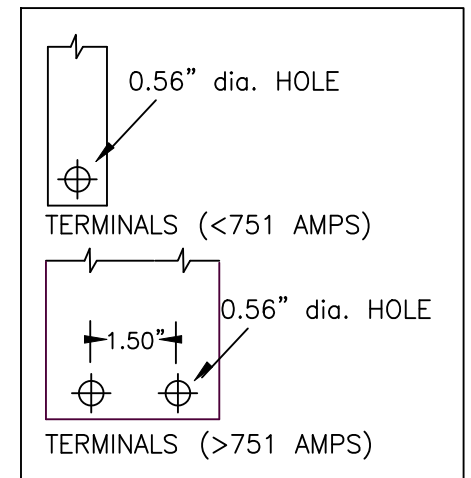 0.56” dia. HOLE
TERMINALS (<751 AMPS)
0.56” dia. HOLE
1.50”
TERMINALS (>751 AMPS)